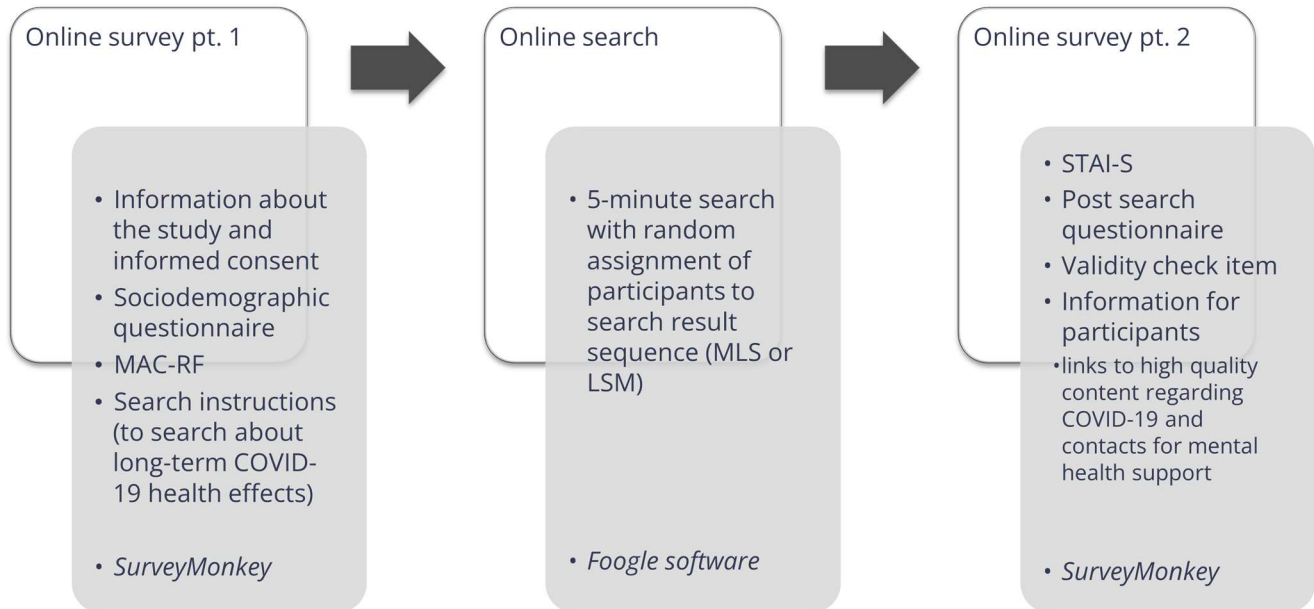 Online survey pt. 1
• Information about
the study and
informed consent
• Sociodemographic
questionnaire
• MAC-RF
• Search instructions
(to search about
long-term COVID-
19 health effects)
• SurveyMonkey
Online search
• 5-minute search
with random
assignment of
participants to
search result
sequence (MLS or
LSM)
• Foogle software
Online survey pt. 2
• STAI-S
• Post search
questionnaire
• Validity check item
• Information for
participants
•links to high quality
content regarding
COVID-19 and
contacts for mental
health support
• SurveyMonkey